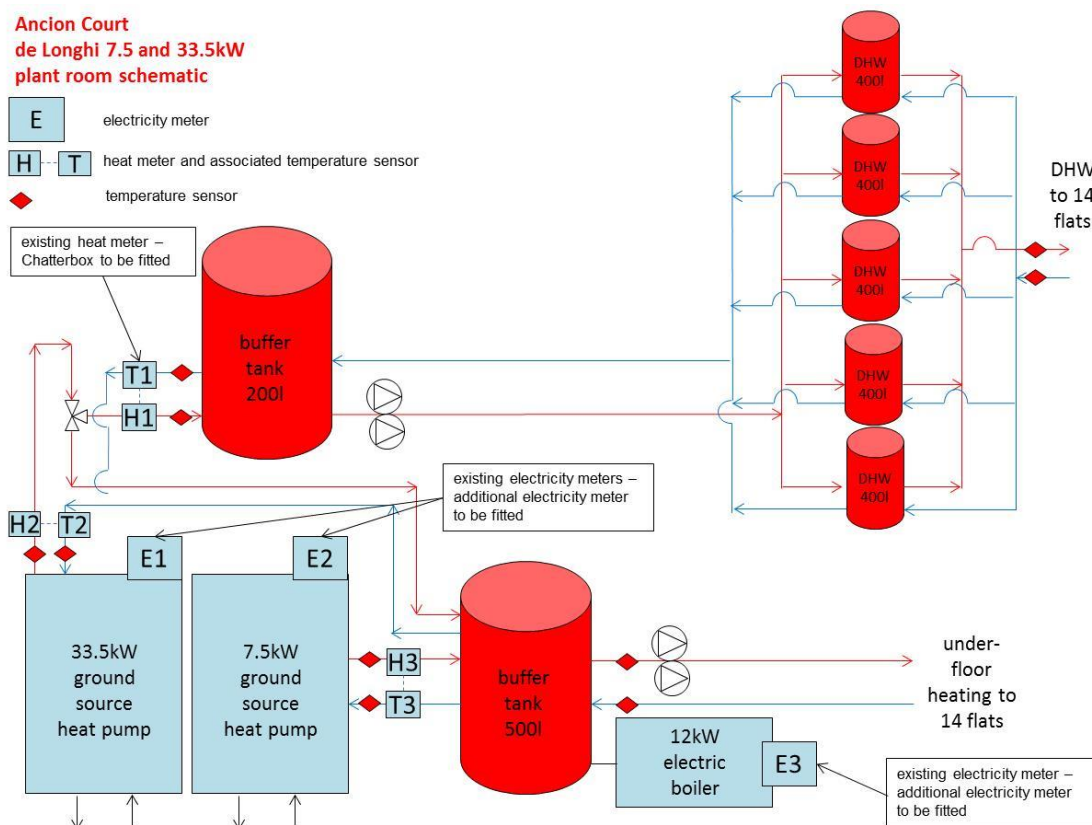 Ancion Court
de Longhi 7.5 and 33.5kW
plant room schematic
E
electricity meter
H
T
heat meter and associated temperature sensor
temperature sensor
existing heat meter –
Chatterbox to be fitted
buffer
tank
200l
T1
H1
DHW
400l
DHW
400l
DHW
400l
DHW
400l
DHW
400l
DHW
to 14
flats
existing electricity meters –
additional electricity meter
to be fitted
H2
T2
E1
E2
33.5kW
ground
source
heat pump
7.5kW
ground
source
heat pump
H3
T3
buffer
tank
500l
under-
floor
heating to
14 flats
12kW
electric
boiler
E3
existing electricity meter –
additional electricity meter
to be fitted